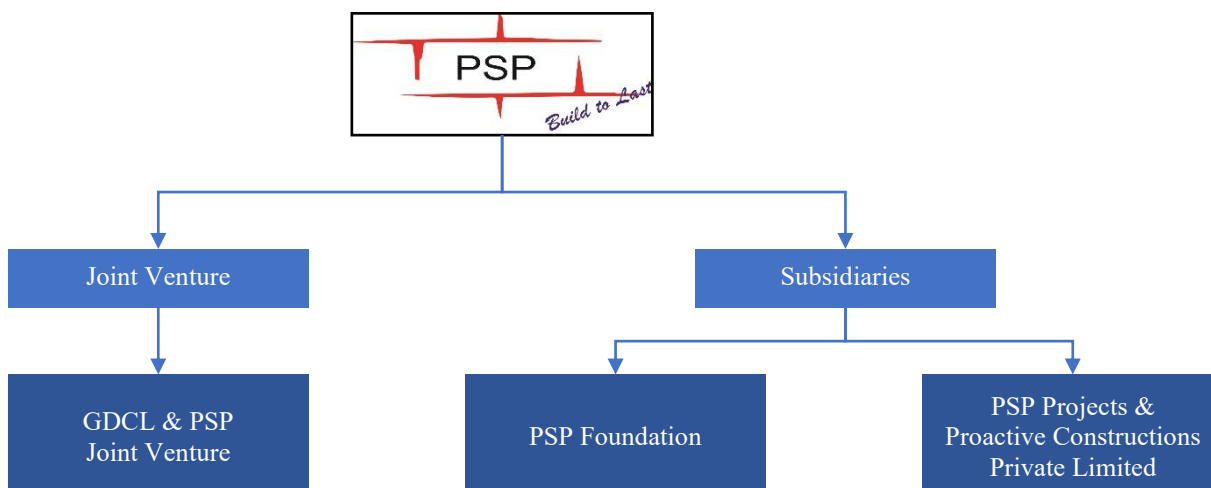 PSP
Build to Last
Joint Venture
Subsidiaries
GDCL & PSP
Joint Venture
PSP Foundation
PSP Projects &
Proactive Constructions
Private Limited